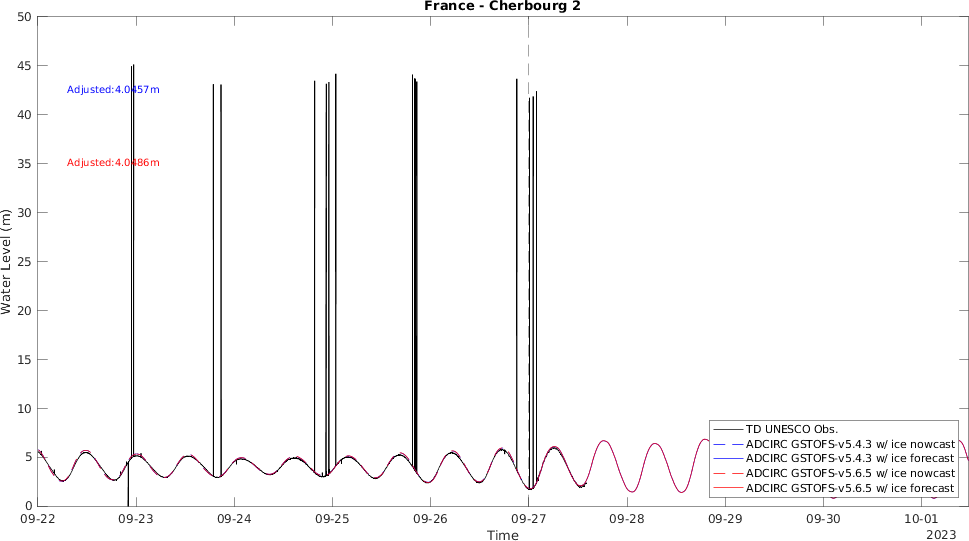 France - Cherbourg 2
50
45
40
35
30
25
20
15
10
5
0
Water Level (m)
Adjusted:4.0457m
Adjusted:4.0486m
TD UNESCO Obs.
ADCIRC GSTOFS-v5.4.3 w/ ice nowcast
ADCIRC GSTOFS-v5.4.3 w/ ice forecast
ADCIRC GSTOFS-v5.6.5 w/ ice nowcast
ADCIRC GSTOFS-v5.6.5 w/ ice forecast
09-22 09-23 09-24 09-25 09-26 09-27 09-28 09-29 09-30 10-01
Time
2023